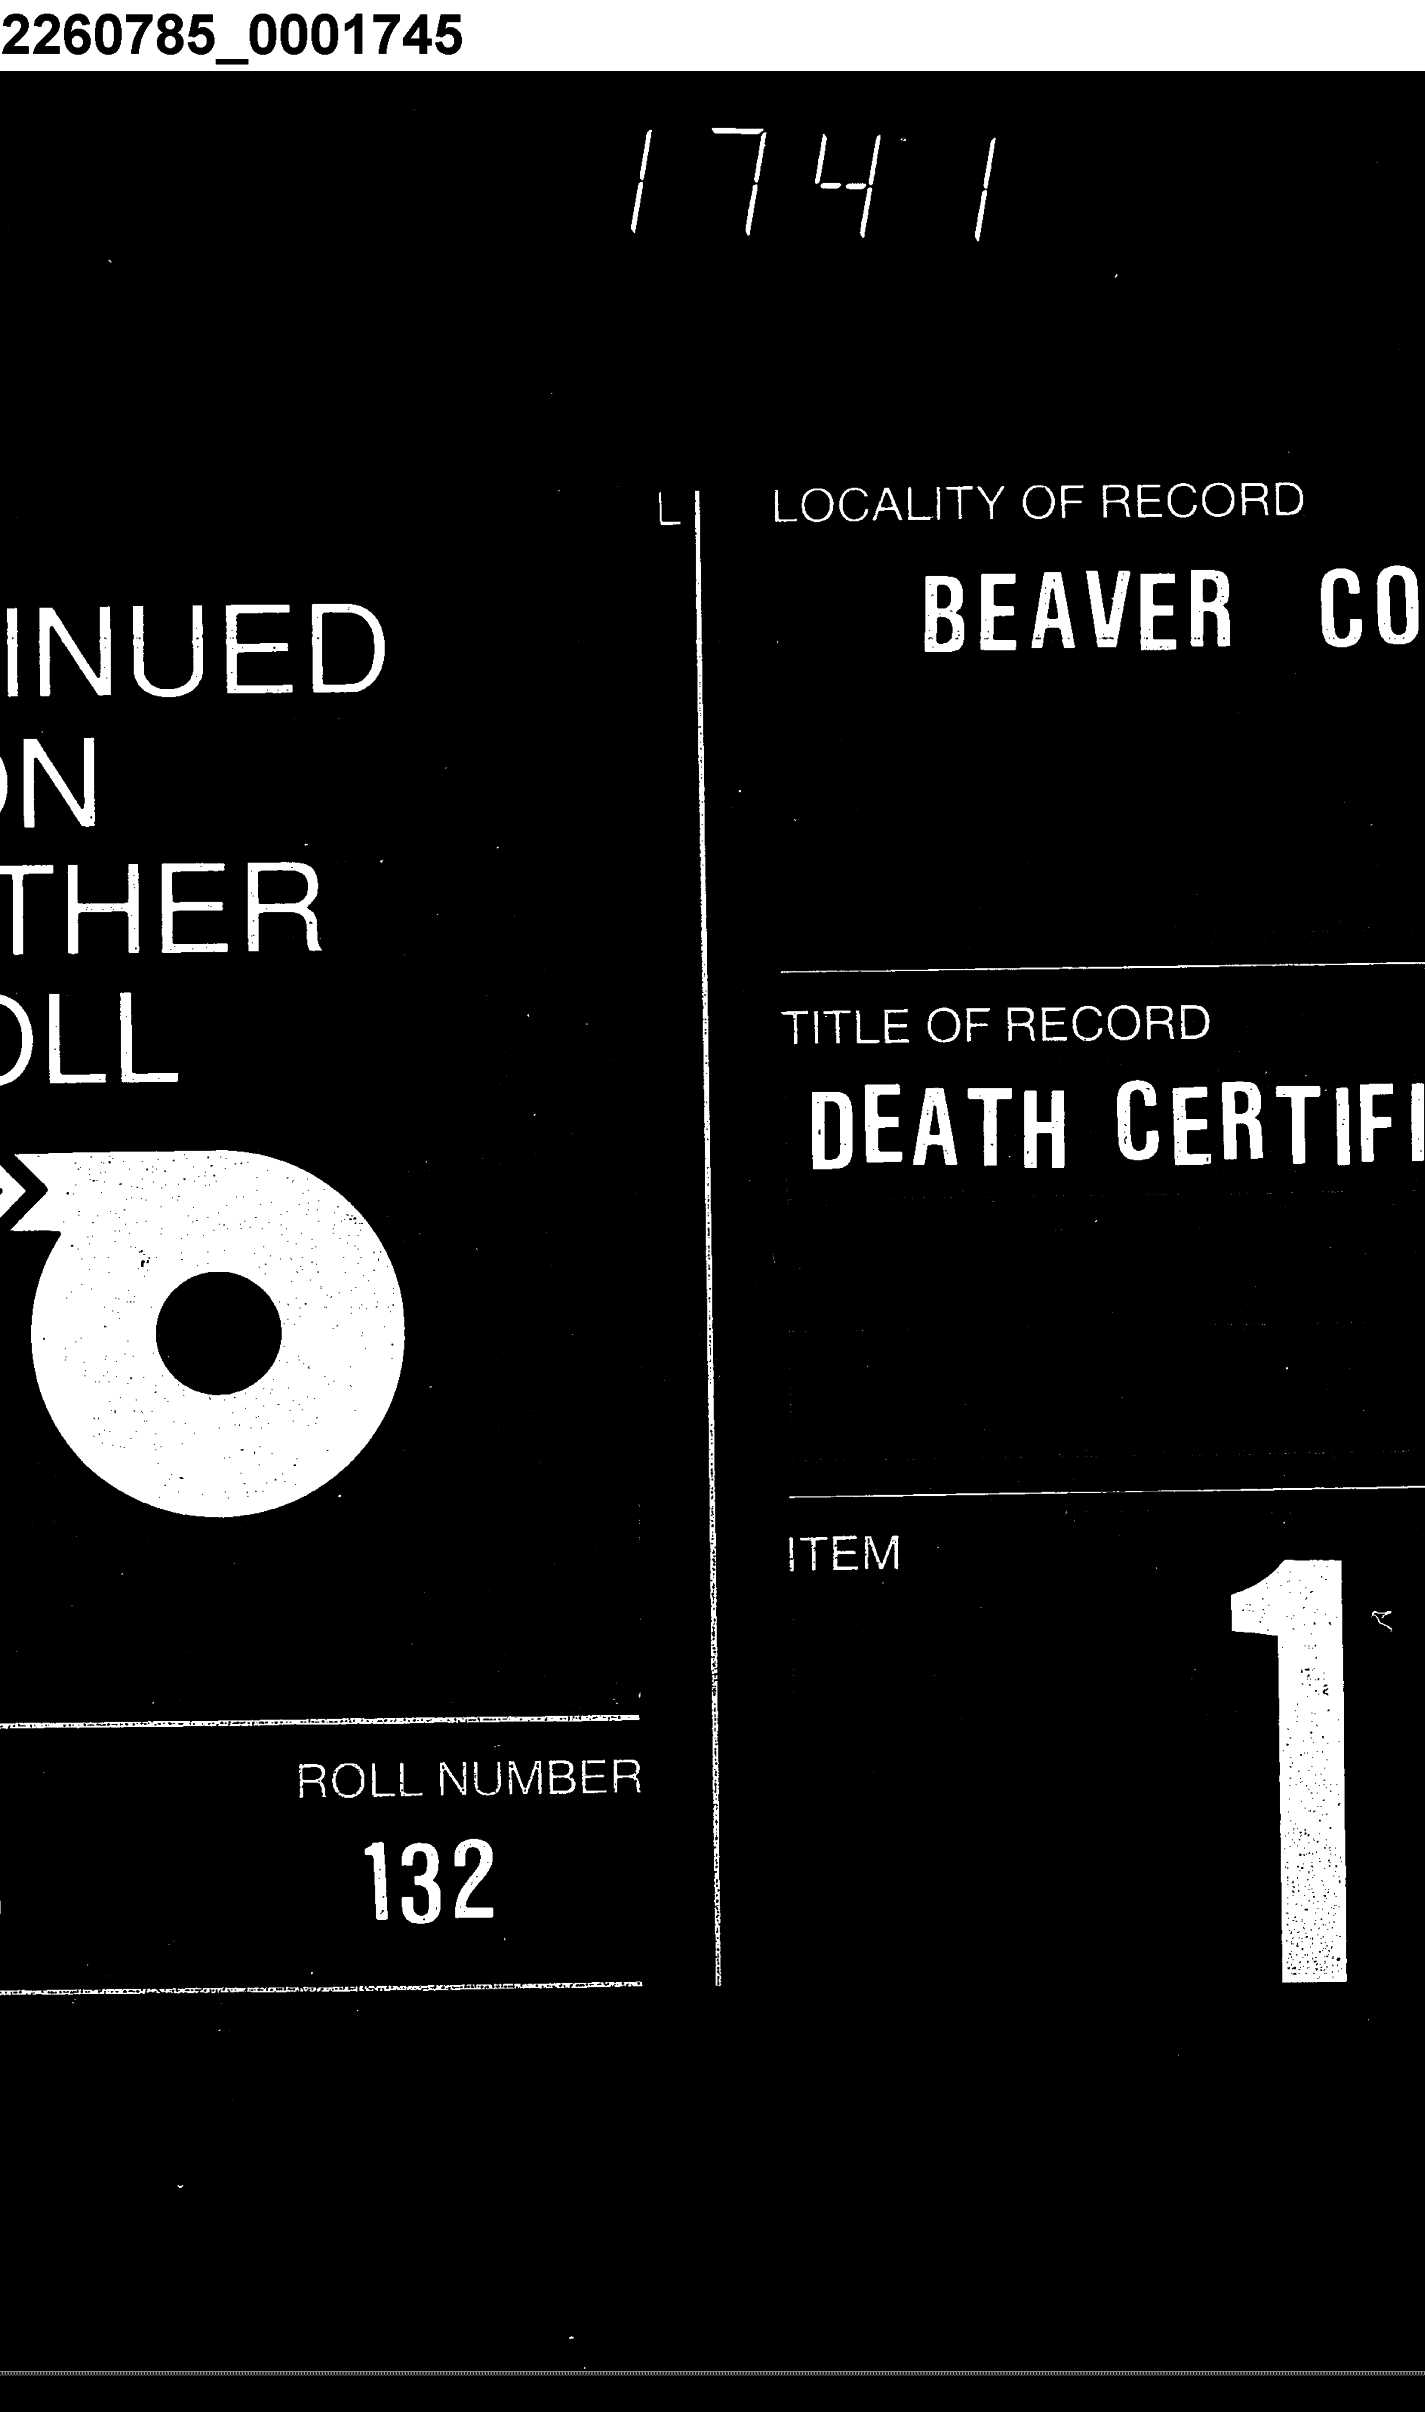 2260785_0001745
1741
INUED
ON
THER
OLL
ROLL NUMBER
132
L
LOCALITY OF RECORD
BEAVER CO
TITLE OF RECORD
DEATH CERTIFI
ITEM
1